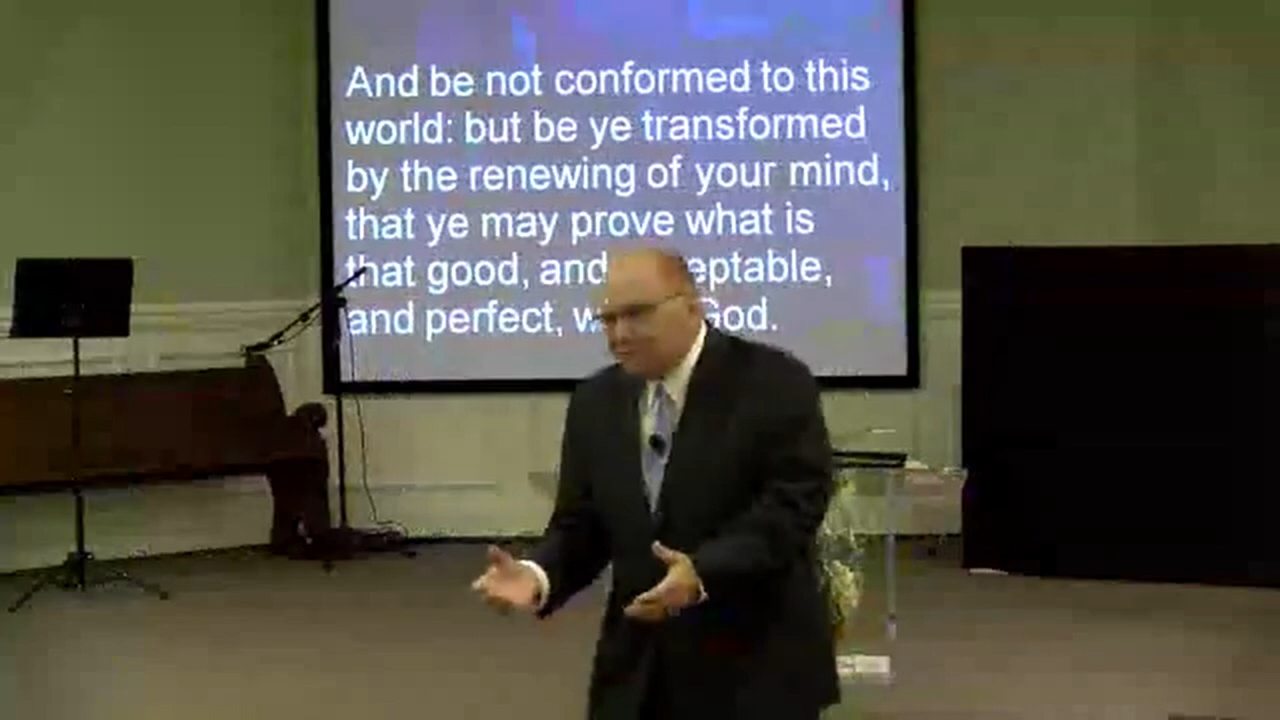 And be not conformed to this
world: but be ye transformed
by the renewing of your mind,
that ye may prove what is
that good, and eptable,
and perfect, God.